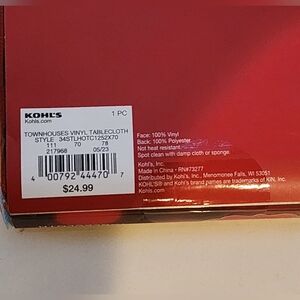 KOHL'S
Kohls.com
1 PC
TOWNHOUSES VINYL TABLECLOTH
STYLE 34STLHOTC1252X70
111 70 78
217968 05/23
4 00792 44470 7
$24.99
Face: 100% Vinyl
Back: 100% Polyester
Not heat resistant.
Spot clean with damp cloth or sponge.
Kohl's, Inc.
Made in China - RN#73277
Distributed by Kohl's, Inc., Menomonee Falls, WI 53051
KOHL'S® and Kohl's brand names are trademarks of KIN, Inc.
Kohls.com